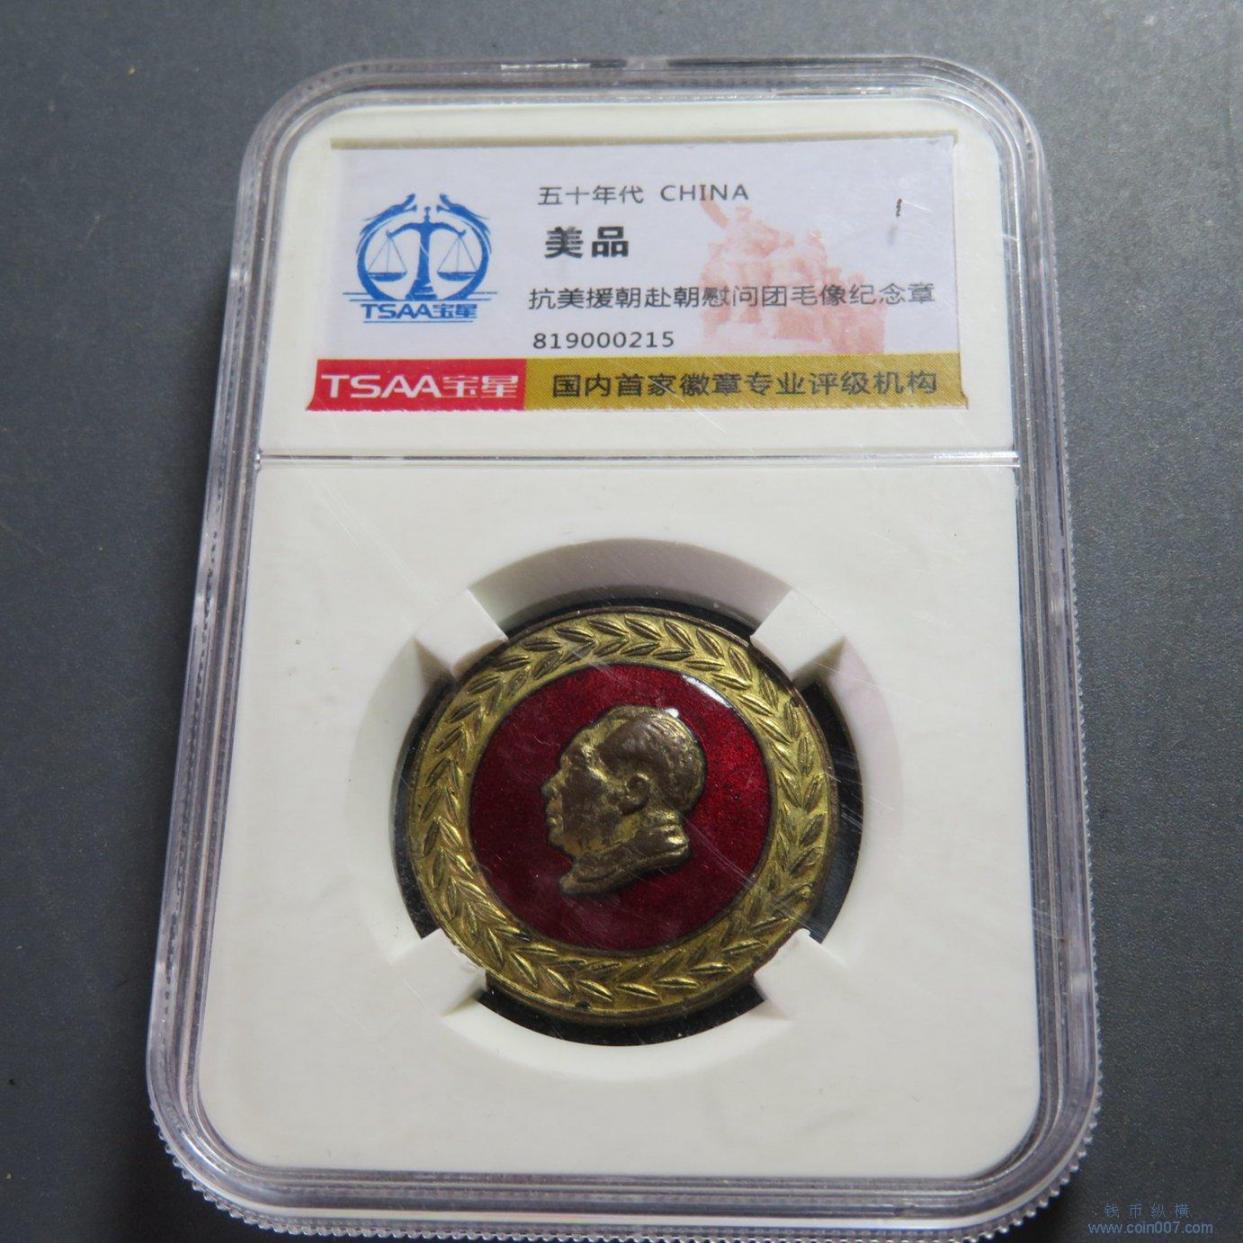 五十年代 CHINA
美品
TSAA宝星
抗美援朝赴朝慰问团毛像纪念章
819000215
TSAA宝星 国内首家徽章专业评级机构
钱币纵横
www.coin007.com